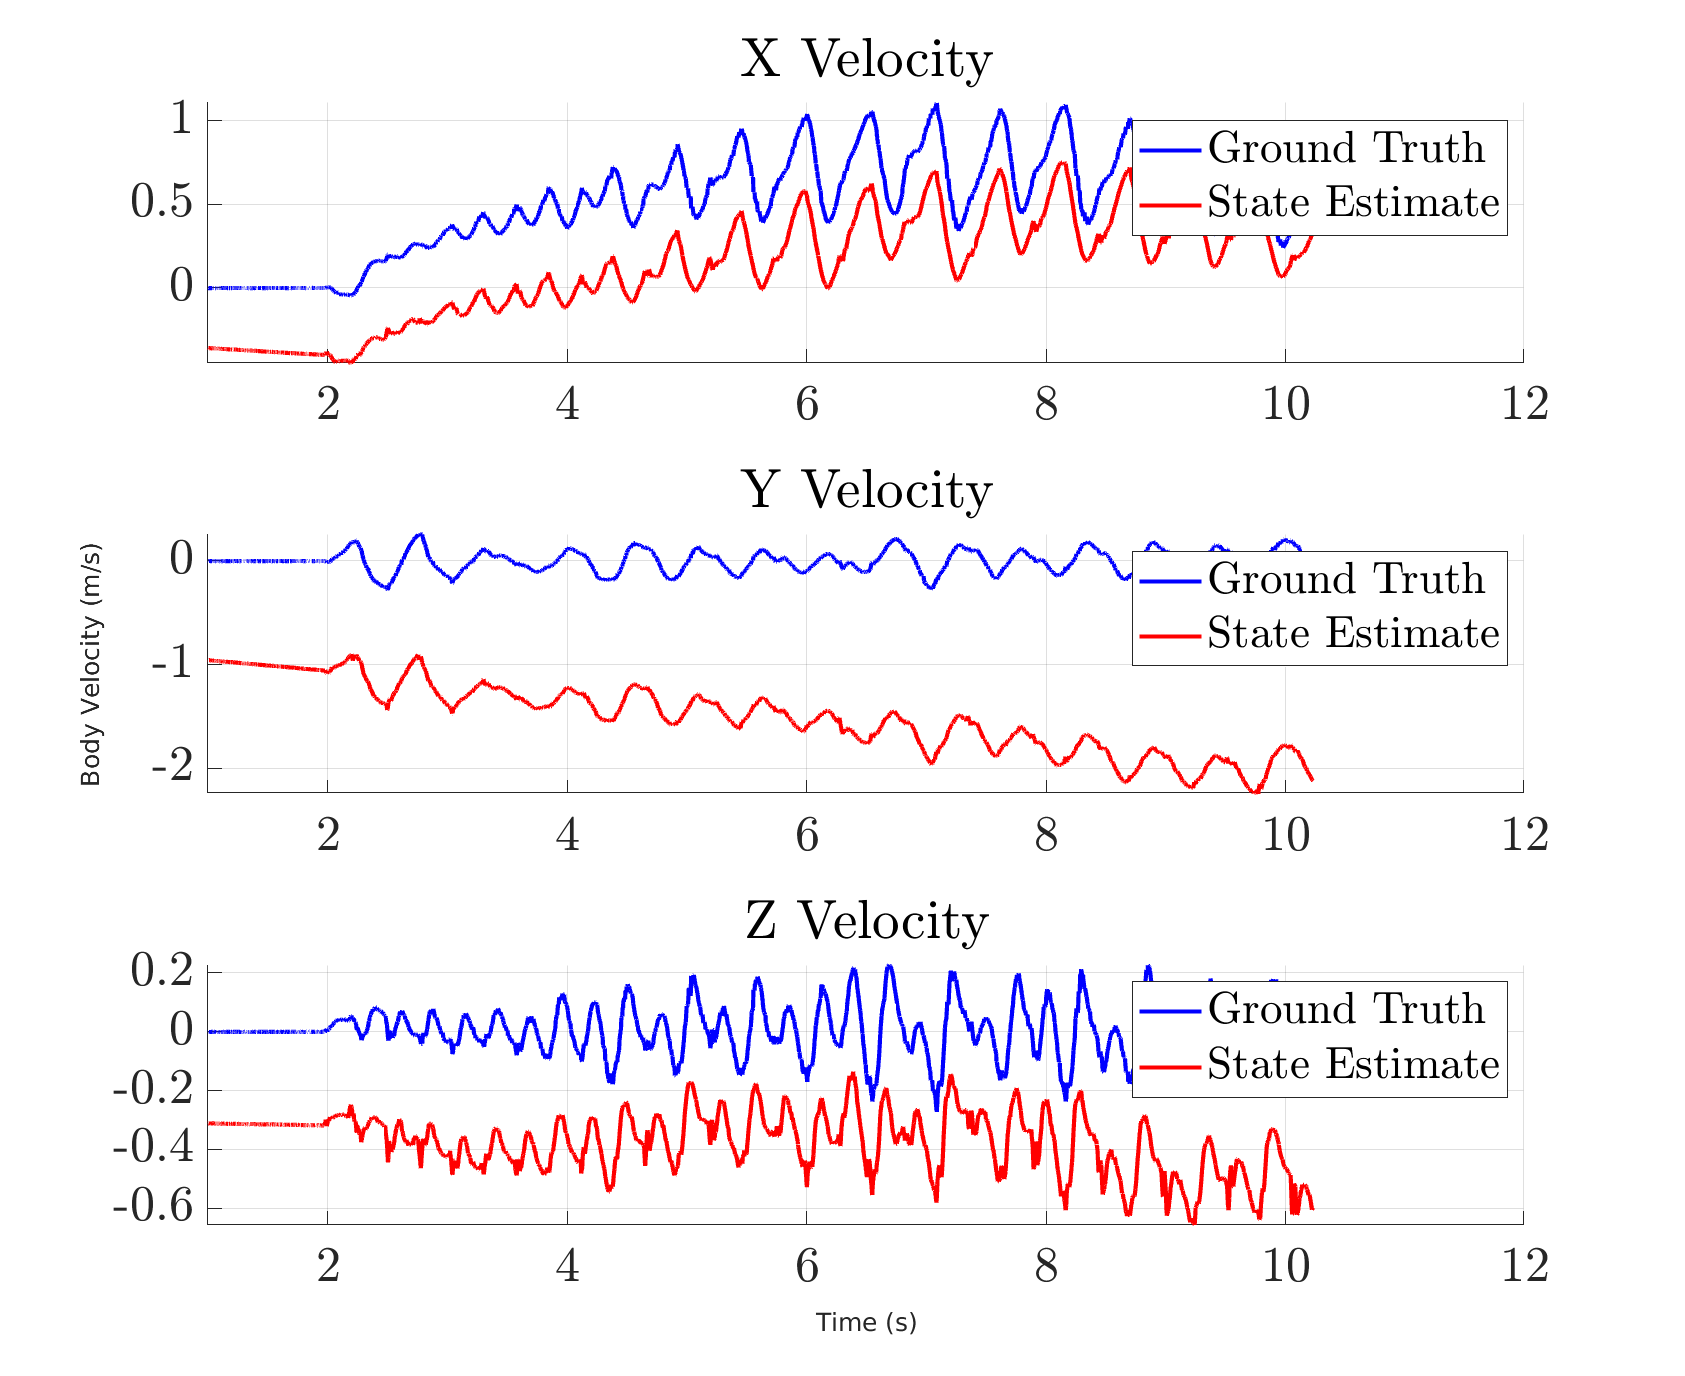 X Velocity
1
0.5
0
Ground Truth
State Estimate
2 4 6 8 10 12
Y Velocity
0
-1
-2
Ground Truth
State Estimate
2 4 6 8 10 12
Body Velocity (m/s)
Z Velocity
0.2
0
-0.2
-0.4
-0.6
Ground Truth
State Estimate
2 4 6 8 10 12
Time (s)